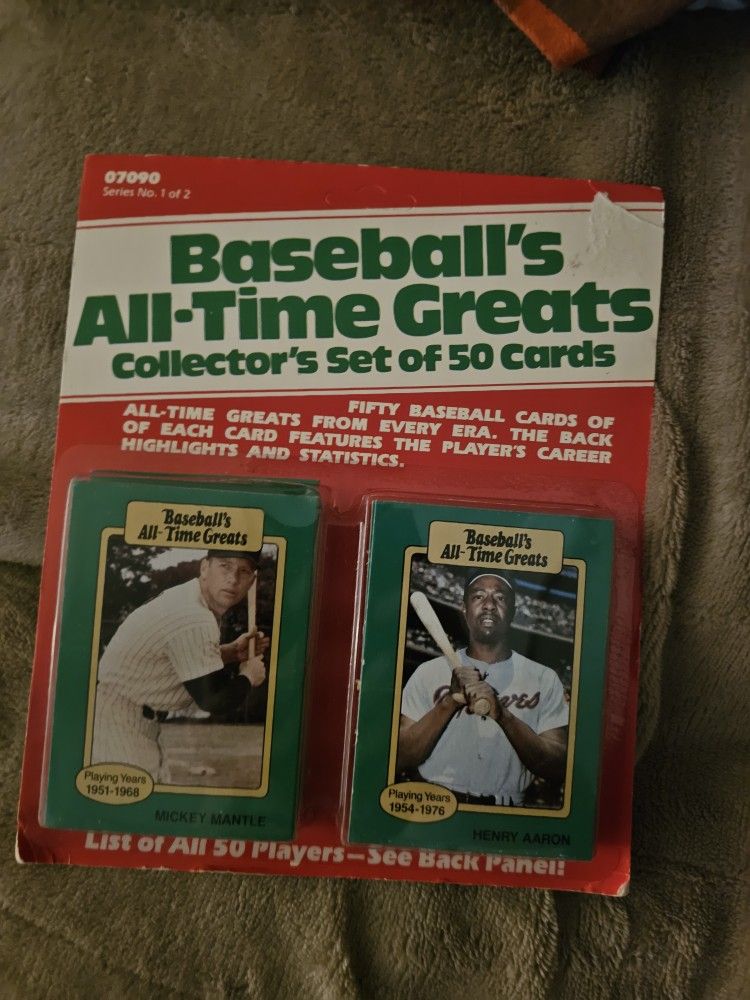 07090
Series No. 1 of 2
Baseball's
All-Time Greats
Collector's Set of 50 Cards
FIFTY BASEBALL CARDS OF
ALL-TIME GREATS FROM EVERY ERA. THE BACK
OF EACH CARD FEATURES THE PLAYER'S CAREER
HIGHLIGHTS AND STATISTICS.
Baseball's
All-Time Greats
Playing Years
1951-1968
MICKEY MANTLE
Baseball's
All-Time Greats
Braves
Playing Years
1954-1976
HENRY AARON
List of All 50 Players—See Back Panel!